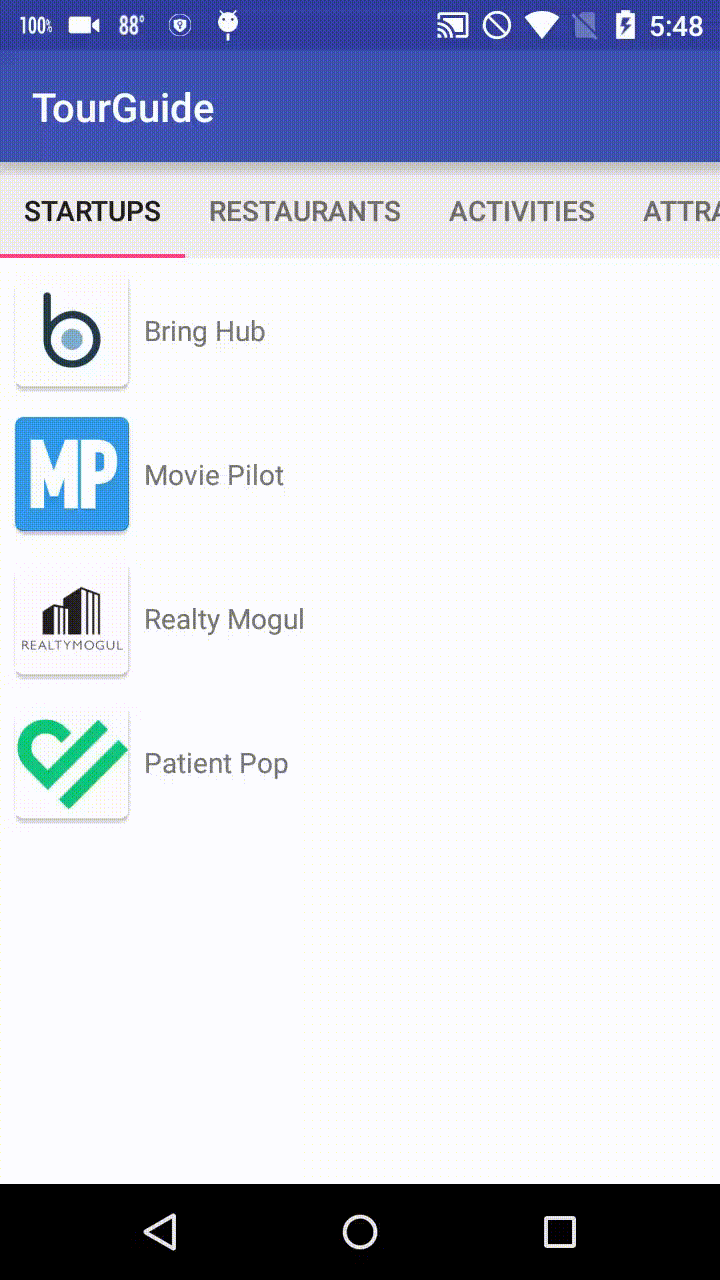 100% 88° 5:48
TourGuide
STARTUPS RESTAURANTS ACTIVITIES ATTRA
b Bring Hub
MP Movie Pilot
Realty Mogul
REALTYMOGUL
Patient Pop